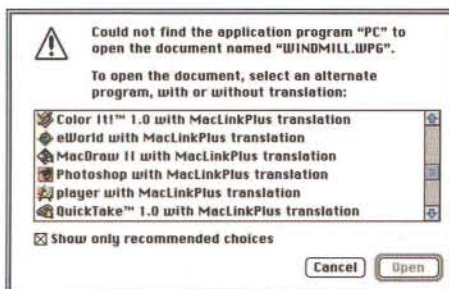 Could not find the application program “PC” to
open the document named “WINDMILL.WPG”.
To open the document, select an alternate
program, with or without translation:
Color It!™ 1.0 with MacLinkPlus translation
eWorld with MacLinkPlus translation
MacDraw II with MacLinkPlus translation
Photoshop with MacLinkPlus translation
player with MacLinkPlus translation
QuickTake™ 1.0 with MacLinkPlus translation
Show only recommended choices
Cancel Open